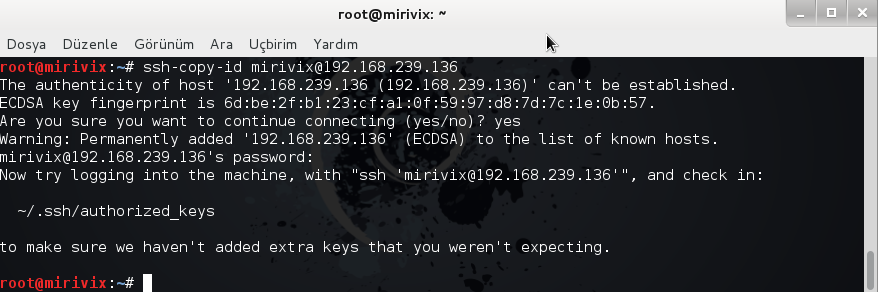 root@mirivix: ~
Dosya Düzenle Görünüm Ara Uçbirim Yardım
root@mirivix:~# ssh-copy-id mirivix@192.168.239.136
The authenticity of host '192.168.239.136 (192.168.239.136)' can't be established.
ECDSA key fingerprint is 6d:be:2f:b1:23:cf:a1:0f:59:97:d8:7d:7c:1e:0b:57.
Are you sure you want to continue connecting (yes/no)? yes
Warning: Permanently added '192.168.239.136' (ECDSA) to the list of known hosts.
mirivix@192.168.239.136's password:
Now try logging into the machine, with "ssh 'mirivix@192.168.239.136'", and check in:
~/.ssh/authorized_keys
to make sure we haven't added extra keys that you weren't expecting.
root@mirivix:~#